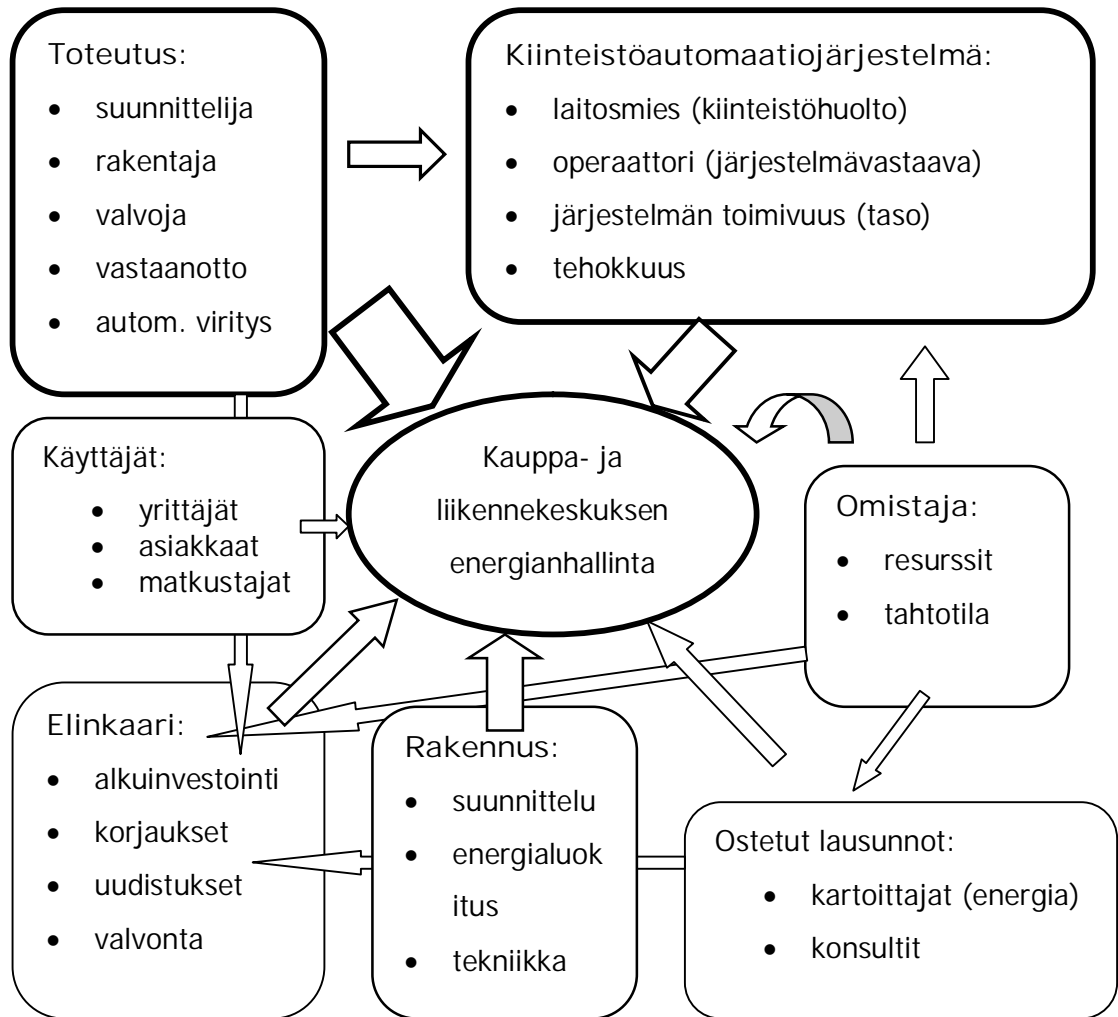 Toteutus:
• suunnittelija
• rakentaja
• valvoja
• vastaanotto
• autom. viritys
Kiinteistöautomaatiojärjestelmä:
• laitosmies (kiinteistöhuolto)
• operaattori (järjestelmävastaava)
• järjestelmän toimivuus (taso)
• tehokkuus
Käyttäjät:
• yrittäjät
• asiakkaat
• matkustajat
Kauppa- ja
liikennekeskuksen
energianhallinta
Omistaja:
• resurssit
• tahtotila
Elinkaari:
• alkuinvestointi
• korjaukset
• uudistukset
• valvonta
Rakennus:
• suunnittelu
• energialuok
itus
• tekniikka
Ostetut lausunnot:
• kartoittajat (energia)
• konsultit